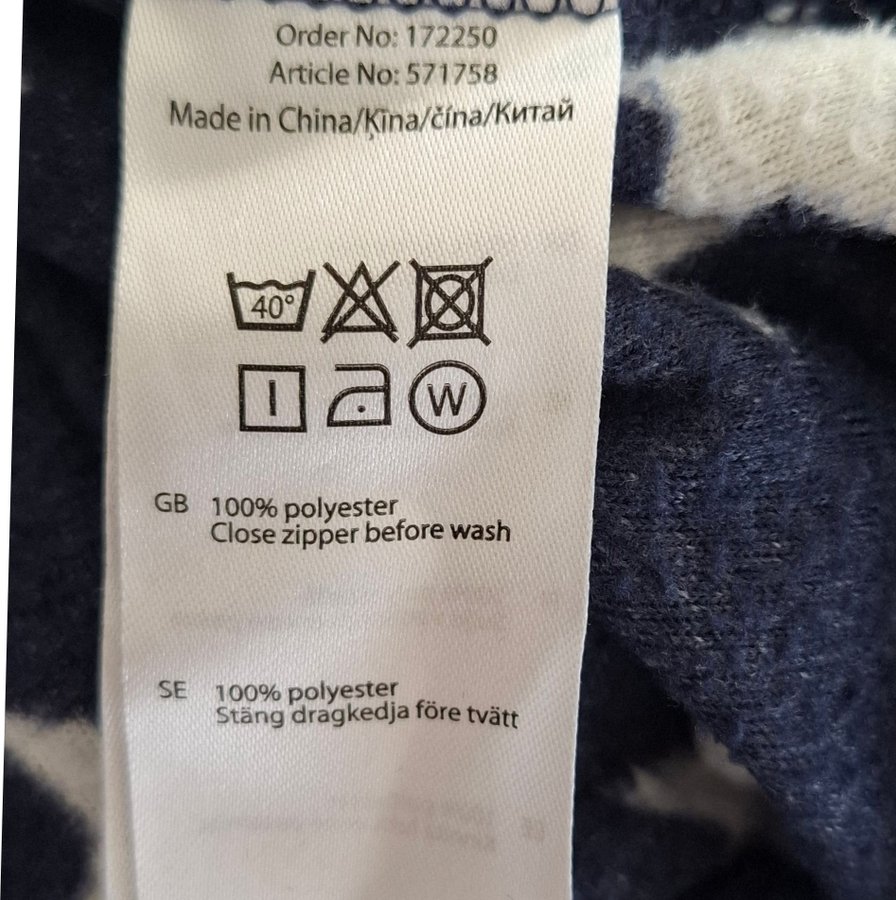 Order No: 172250
Article No: 571758
Made in China/Ķīna/čína/Китай
40°
W
GB 100% polyester
Close zipper before wash
SE 100% polyester
Stäng dragkedja före tvätt